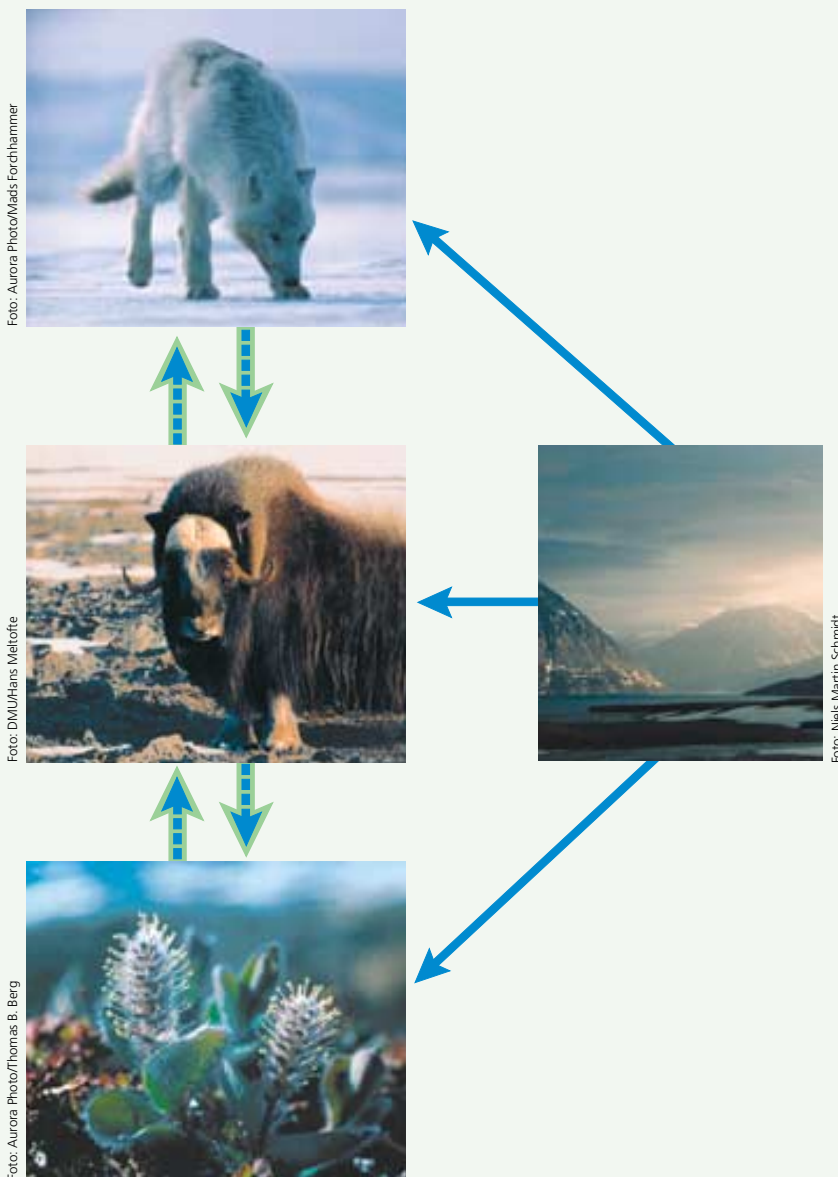 Foto: Aurora Photo/Mads Forchhammer
Foto: DMU/Hans Meltofte
Foto: Niels Martin Schmidt
Foto: Aurora Photo/Thomas B. Berg